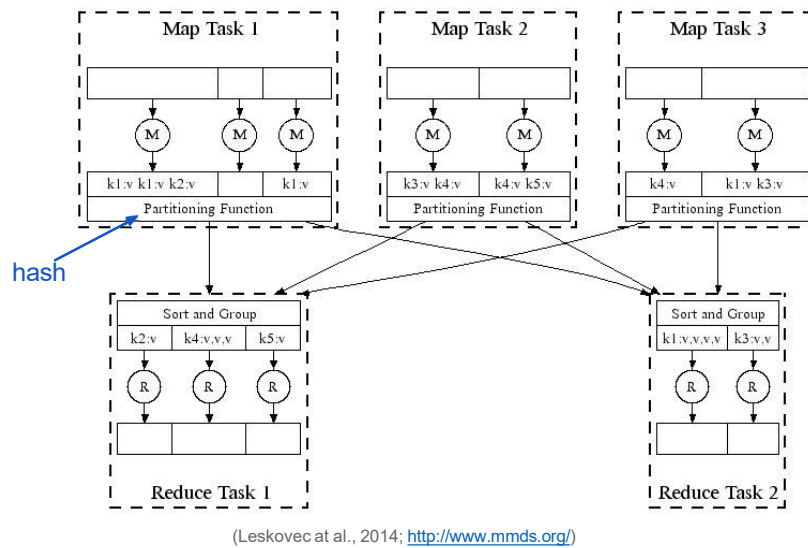 Map Task 1
Map Task 2
Map Task 3
M
M
M
M
M
M
M
k1:v k1:v k2:v
k1:v
k3:v k4:v
k4:v k5:v
k4:v
k1:v k3:v
Partitioning Function
Partitioning Function
Partitioning Function
hash
Sort and Group
Sort and Group
k2:v
k4:v,v,v
k5:v
k1:v,v,v,v
k3:v,v
R
R
R
R
R
Reduce Task 1
Reduce Task 2
(Leskovec at al., 2014; http://www.mmds.org/)